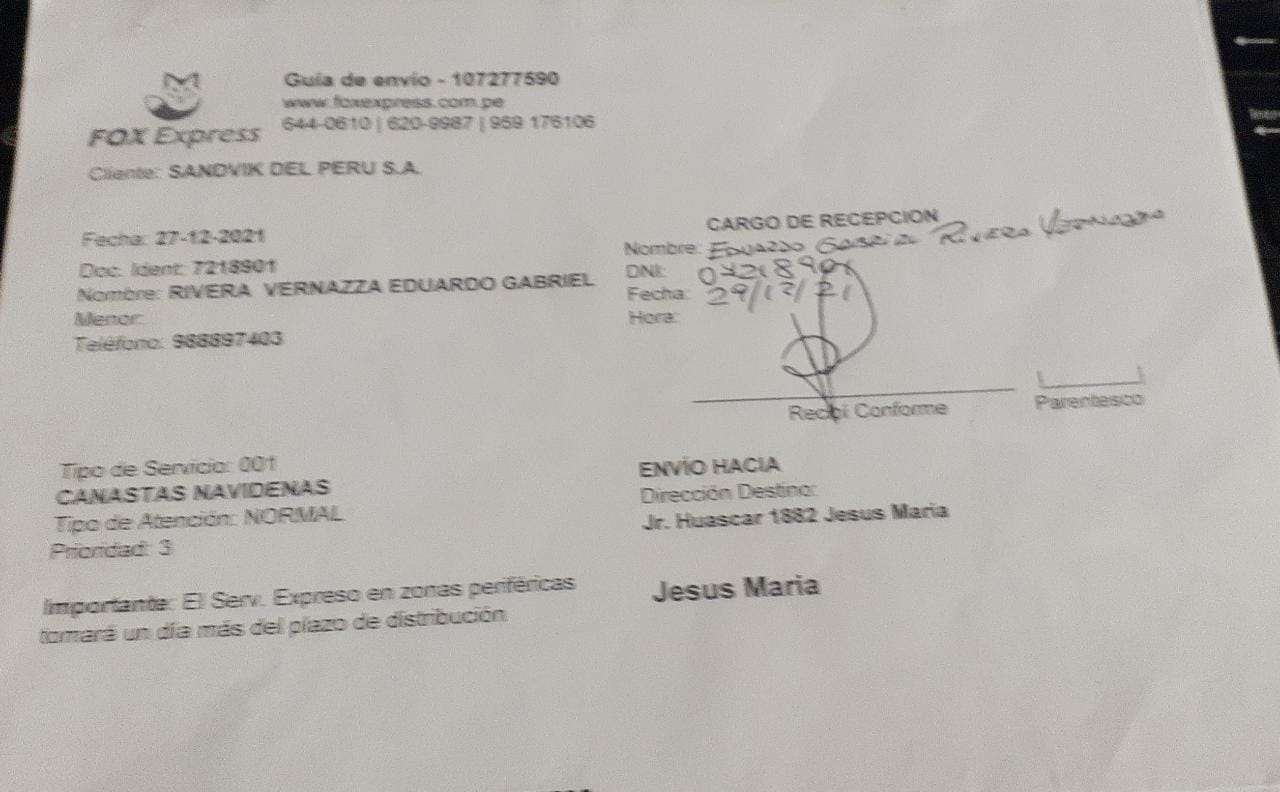 FOX Express
Guía de envío - 107277590
www.foxexpress.com.pe
644-0610 | 620-9987 | 959 176106
Cliente: SANDVIK DEL PERU S.A.
Fecha: 27-12-2021
Doc. Ident: 7218901
Nombre: RIVERA VERNAZZA EDUARDO GABRIEL
Menor:
Teléfono: 988897403
CARGO DE RECEPCION
Nombre: EDUARDO GABRIEL RIVERA VERNAZZA
DNI: 07218901
Fecha: 29/12/21
Hora:
Recibí Conforme
Parentesco
Tipo de Servicio: 001
CANASTAS NAVIDENAS
Tipo de Atención: NORMAL
Prioridad: 3
Importante: El Serv. Expreso en zonas periféricas
tomará un día más del plazo de distribución
ENVÍO HACIA
Dirección Destino:
Jr. Huascar 1882 Jesus Maria
Jesus Maria